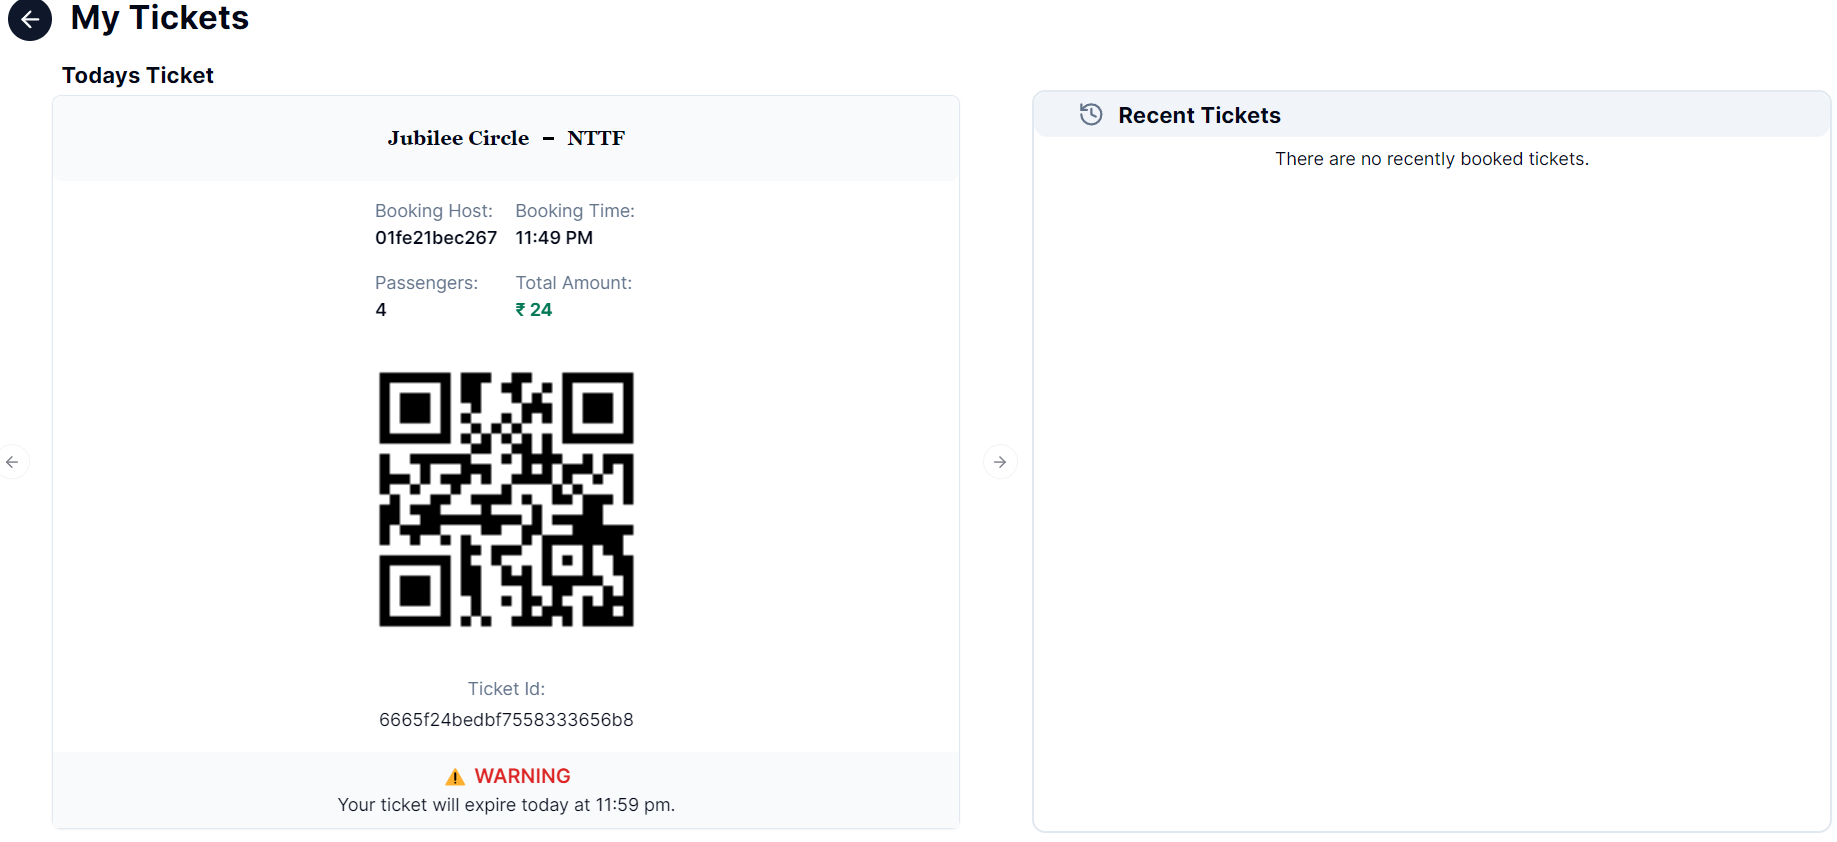 My Tickets
Todays Ticket
Jubilee Circle – NTTF
Booking Host: Booking Time:
01fe21bec267 11:49 PM
Passengers: Total Amount:
4 ₹ 24
Ticket Id:
6665f24bedbf7558333656b8
WARNING
Your ticket will expire today at 11:59 pm.
Recent Tickets
There are no recently booked tickets.